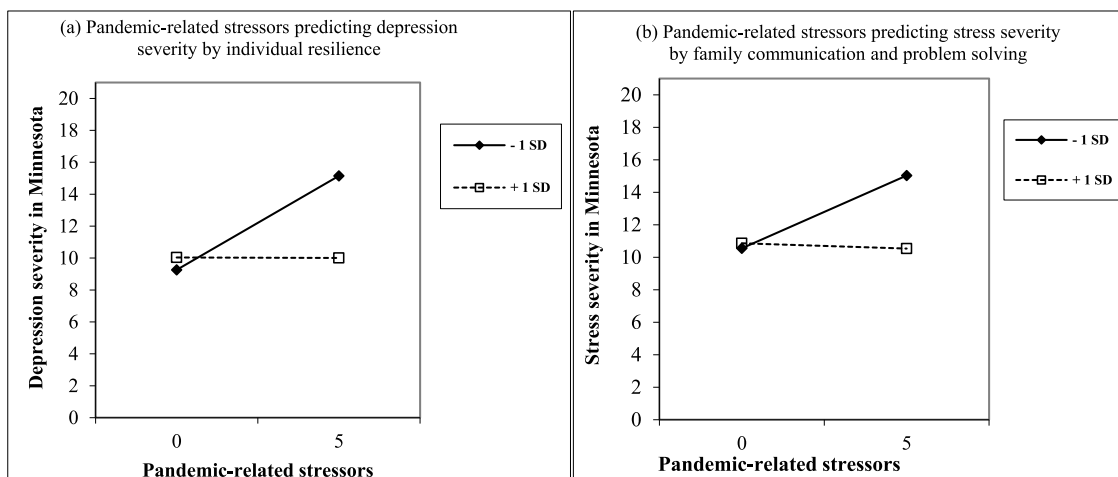 (a) Pandemic-related stressors predicting depression
severity by individual resilience
20
18
16
14
12
10
8
6
4
2
0
Depression severity in Minnesota
0 5
Pandemic-related stressors
- 1 SD
+ 1 SD
(b) Pandemic-related stressors predicting stress severity
by family communication and problem solving
20
18
16
14
12
10
8
6
4
2
0
Stress severity in Minnesota
0 5
Pandemic-related stressors
- 1 SD
+ 1 SD